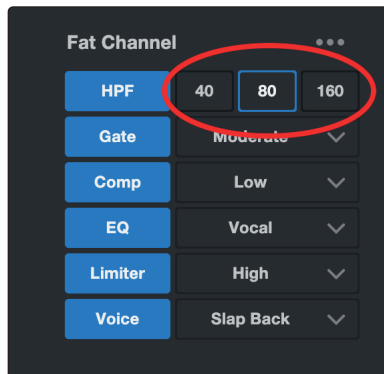 Fat Channel
HPF 40 80 160
Gate Moderate
Comp Low
EQ Vocal
Limiter High
Voice Slap Back